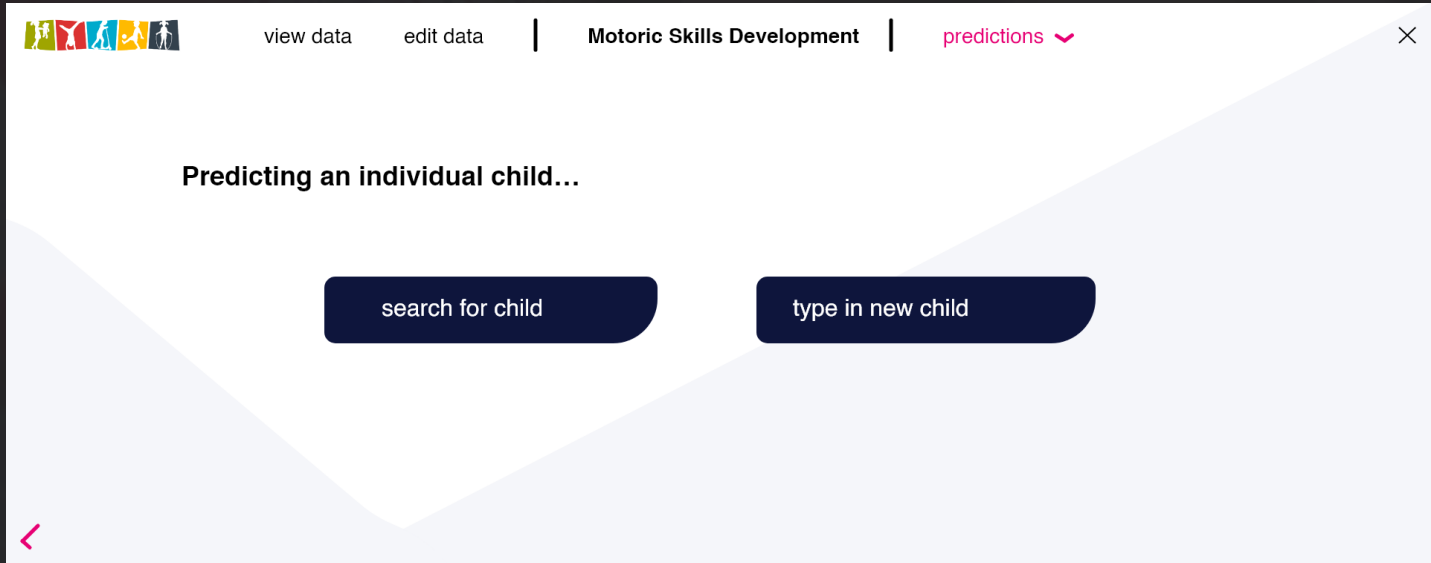 view data edit data Motoric Skills Development predictions
Predicting an individual child...
search for child type in new child